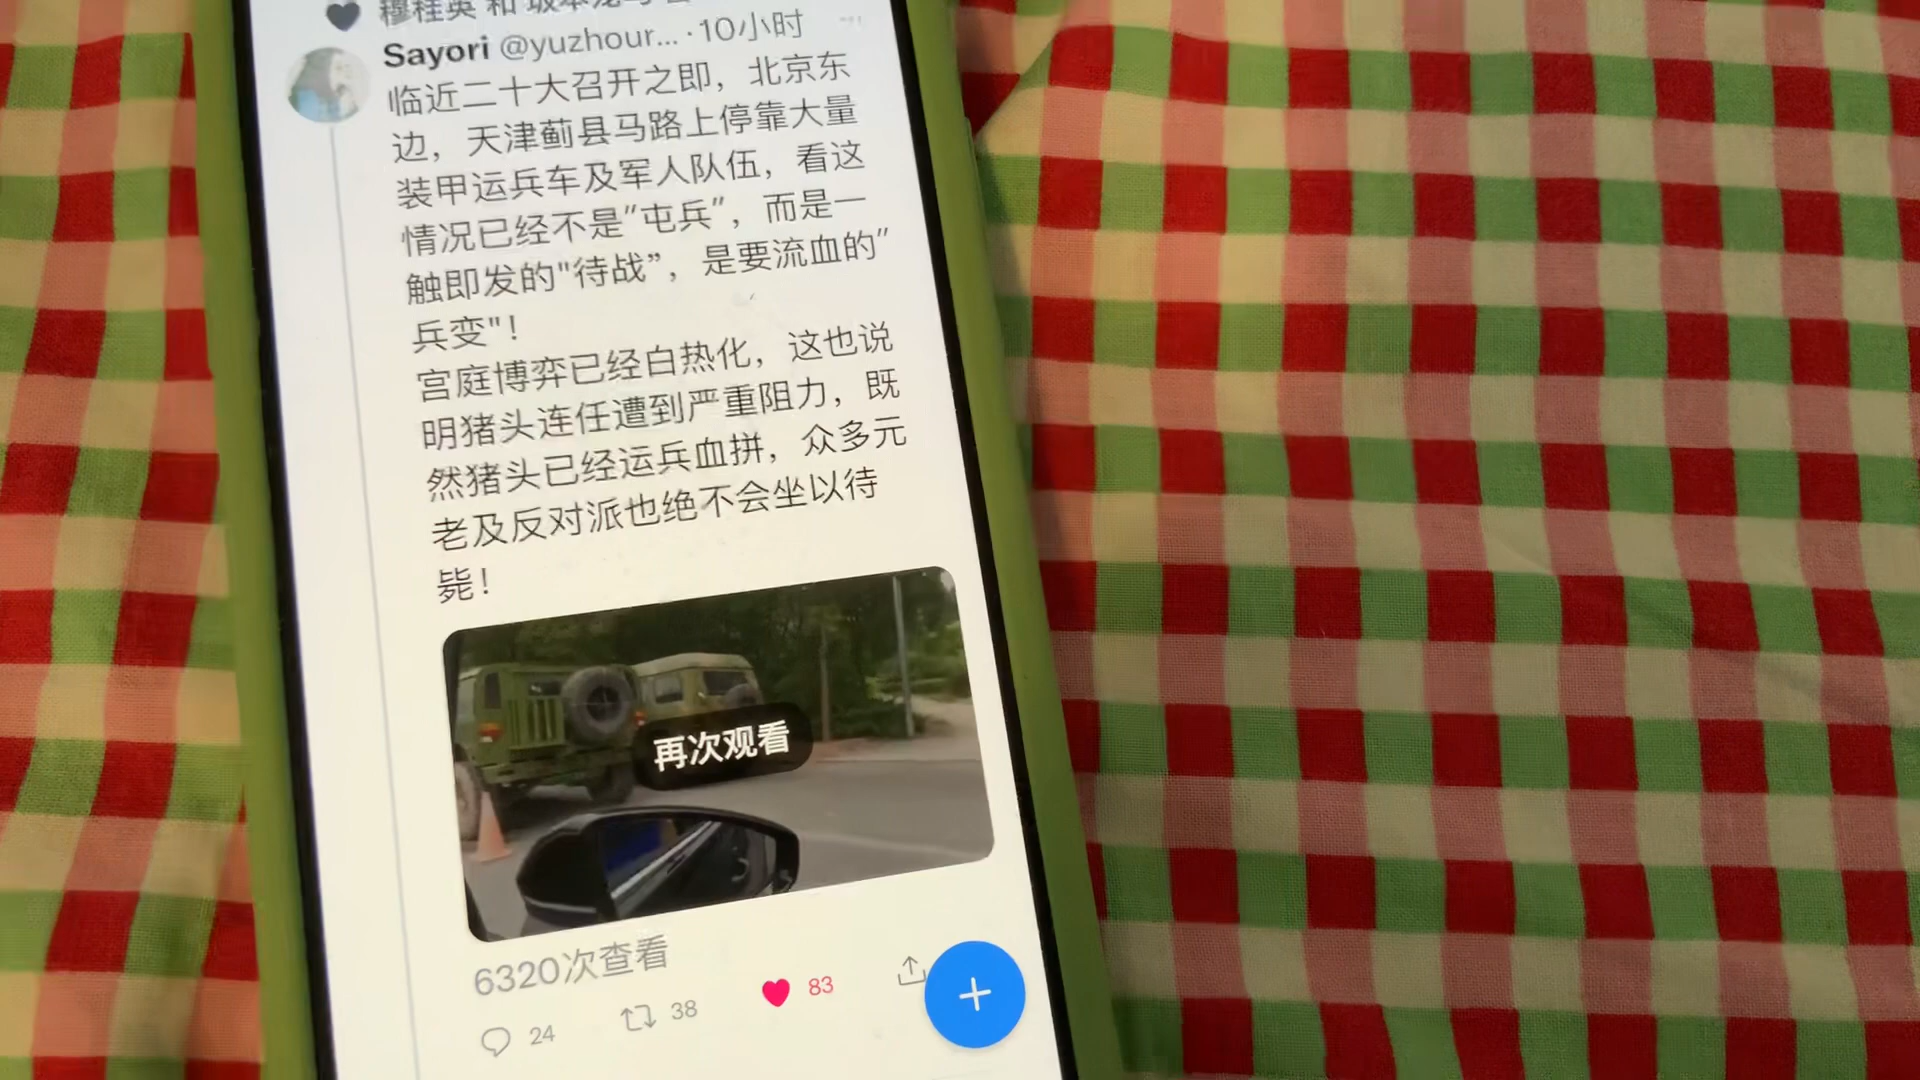 穆桂英 和
Sayori @yuzhour... · 10小时
临近二十大召开之即，北京东
边，天津蓟县马路上停靠大量
装甲运兵车及军人队伍，看这
情况已经不是"屯兵"，而是一
触即发的"待战"，是要流血的"
兵变"！
宫庭博弈已经白热化，这也说
明猪头连任遭到严重阻力，既
然猪头已经运兵血拼，众多元
老及反对派也绝不会坐以待
毙！
再次观看
6320次查看
24
38
83